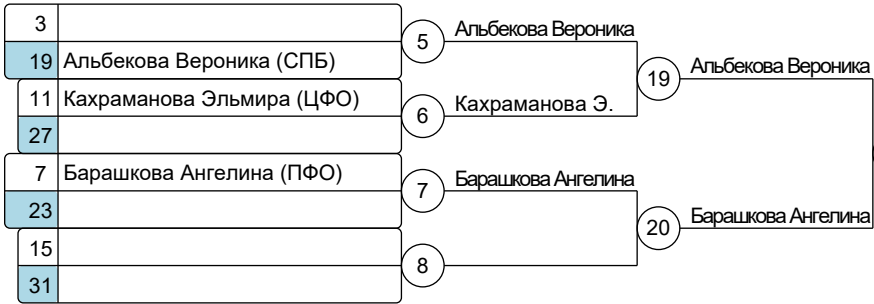 3
5
Альбекова Вероника
19 Альбекова Вероника (СПБ)
19
Альбекова Вероника
11 Кахраманова Эльмира (ЦФО)
6
Кахраманова Э.
27
7 Барашкова Ангелина (ПФО)
7
Барашкова Ангелина
23
20
Барашкова Ангелина
15
8
31